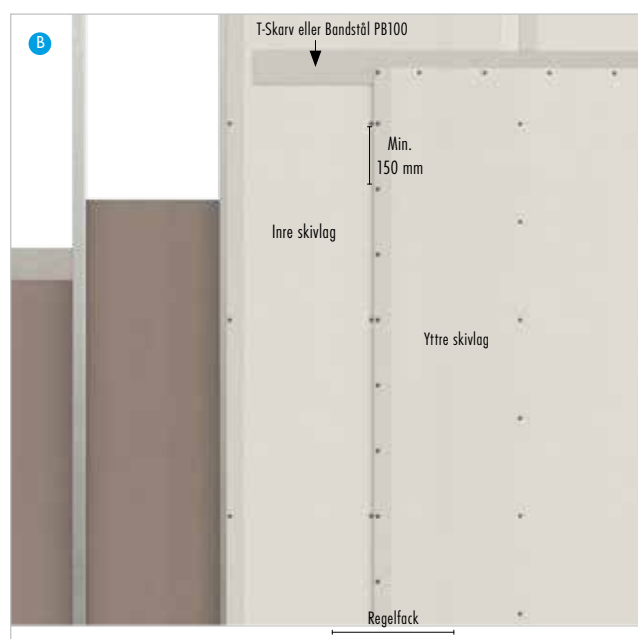 B
T-Skarv eller Bandstål PB100
Min.
150 mm
Inre skivlag
Yttre skivlag
Regelfack